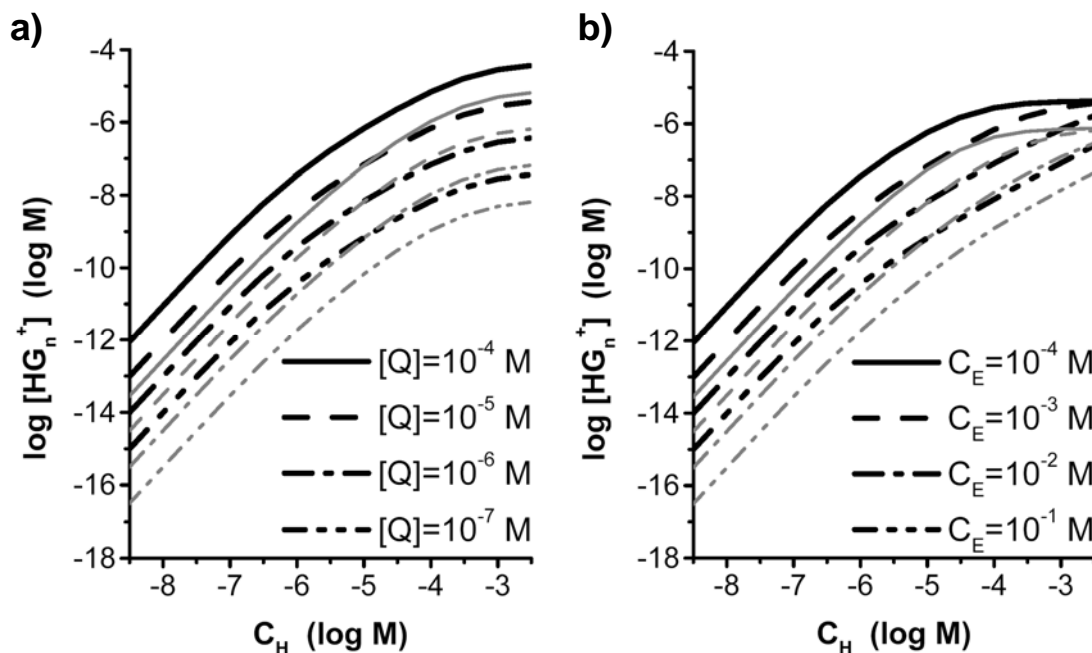 a)
log [HGₙ⁺] (log M)
-4
-6
-8
-10
-12
-14
-16
-18
[Q]=10⁻⁴ M
[Q]=10⁻⁵ M
[Q]=10⁻⁶ M
[Q]=10⁻⁷ M
-8 -7 -6 -5 -4 -3
C_H (log M)
b)
log [HGₙ⁺] (log M)
-4
-6
-8
-10
-12
-14
-16
-18
C_E=10⁻⁴ M
C_E=10⁻³ M
C_E=10⁻² M
C_E=10⁻¹ M
-8 -7 -6 -5 -4 -3
C_H (log M)